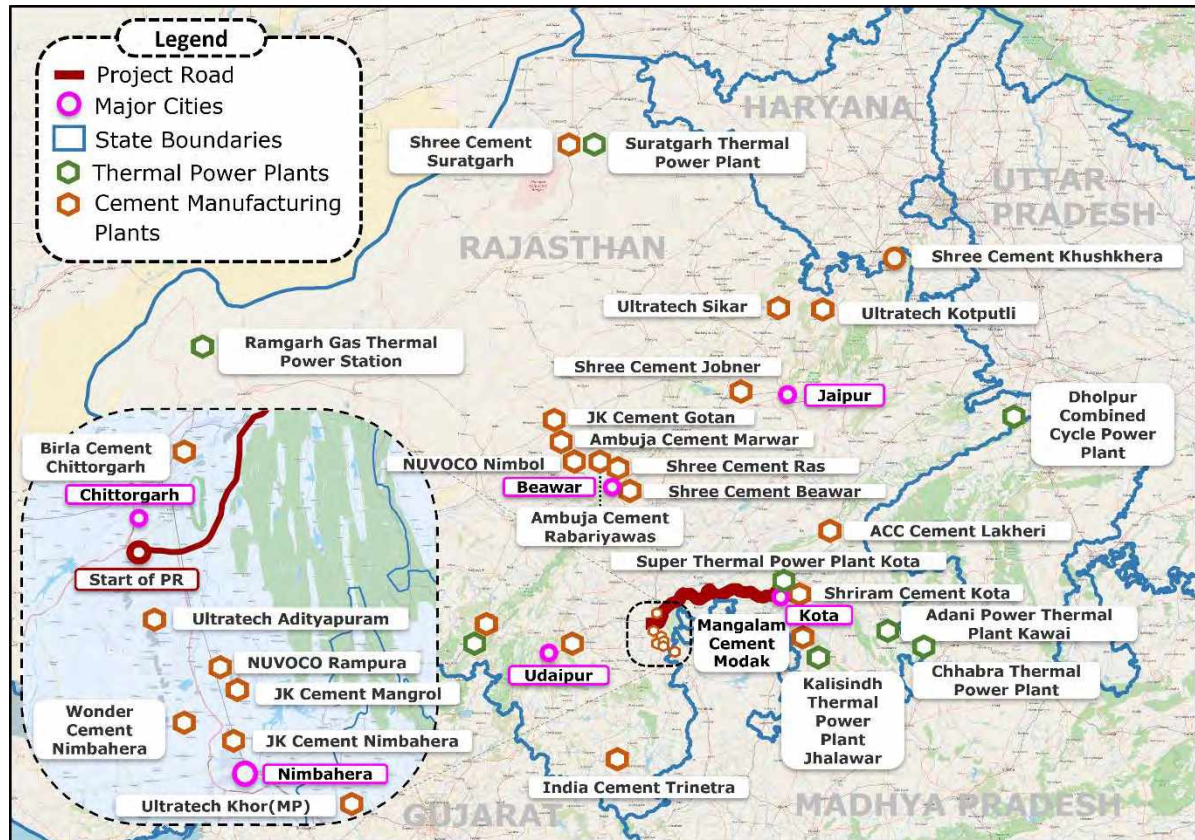 Legend
Project Road
Major Cities
State Boundaries
Thermal Power Plants
Cement Manufacturing
Plants
HARYANA
UTTAR
PRADESH
RAJASTHAN
Shree Cement
Suratgarh
Suratgarh Thermal
Power Plant
Shree Cement Khushkhera
Ultratech Sikar
Ultratech Kotputli
Ramgarh Gas Thermal
Power Station
Shree Cement Jobner
Jaipur
Dholpur
Combined
Cycle Power
Plant
JK Cement Gotan
Ambuja Cement Marwar
NUVOCO Nimbol
Shree Cement Ras
Beawar
Shree Cement Beawar
Ambuja Cement
Rabariyawas
ACC Cement Lakheri
Super Thermal Power Plant Kota
Shriram Cement Kota
Kota
Mangalam
Cement
Modak
Adani Power Thermal
Plant Kawai
Chhabra Thermal
Power Plant
Kalisindh
Thermal
Power
Plant
Jhalawar
Udaipur
India Cement Trinetra
GUJARAT
MADHYA PRADESH
Birla Cement
Chittorgarh
Chittorgarh
Start of PR
Ultratech Adityapuram
NUVOCO Rampura
JK Cement Mangrol
Wonder
Cement
Nimbahera
JK Cement Nimbahera
Nimbahera
Ultratech Khor(MP)